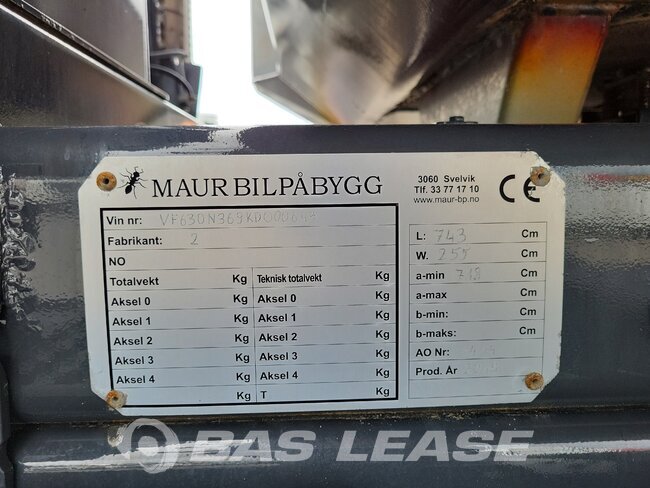 MAUR BILPÅBYGG
3060 Svelvik
Tlf. 33 77 17 10
www.maur-bp.no
CE
Vin nr:
Fabrikant: 2
NO
Totalvekt Kg Teknisk totalvekt Kg
Aksel 0 Kg Aksel 0 Kg
Aksel 1 Kg Aksel 1 Kg
Aksel 2 Kg Aksel 2 Kg
Aksel 3 Kg Aksel 3 Kg
Aksel 4 Kg Aksel 4 Kg
Kg T Kg
L: 743 Cm
W. 255 Cm
a-min 718 Cm
a-max Cm
b-min: Cm
b-maks: Cm
AO Nr:
Prod. År
BAS LEASE